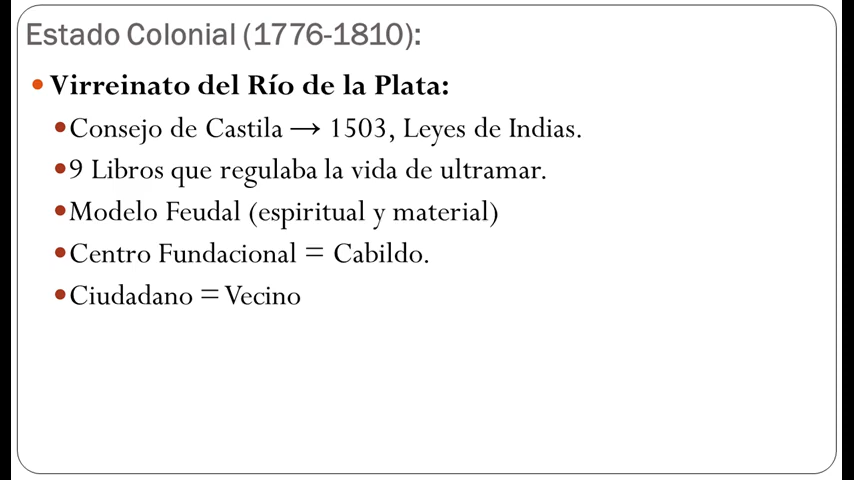 Estado Colonial (1776-1810):
• Virreinato del Río de la Plata:
•Consejo de Castila → 1503, Leyes de Indias.
•9 Libros que regulaba la vida de ultramar.
•Modelo Feudal (espiritual y material)
•Centro Fundacional = Cabildo.
•Ciudadano = Vecino